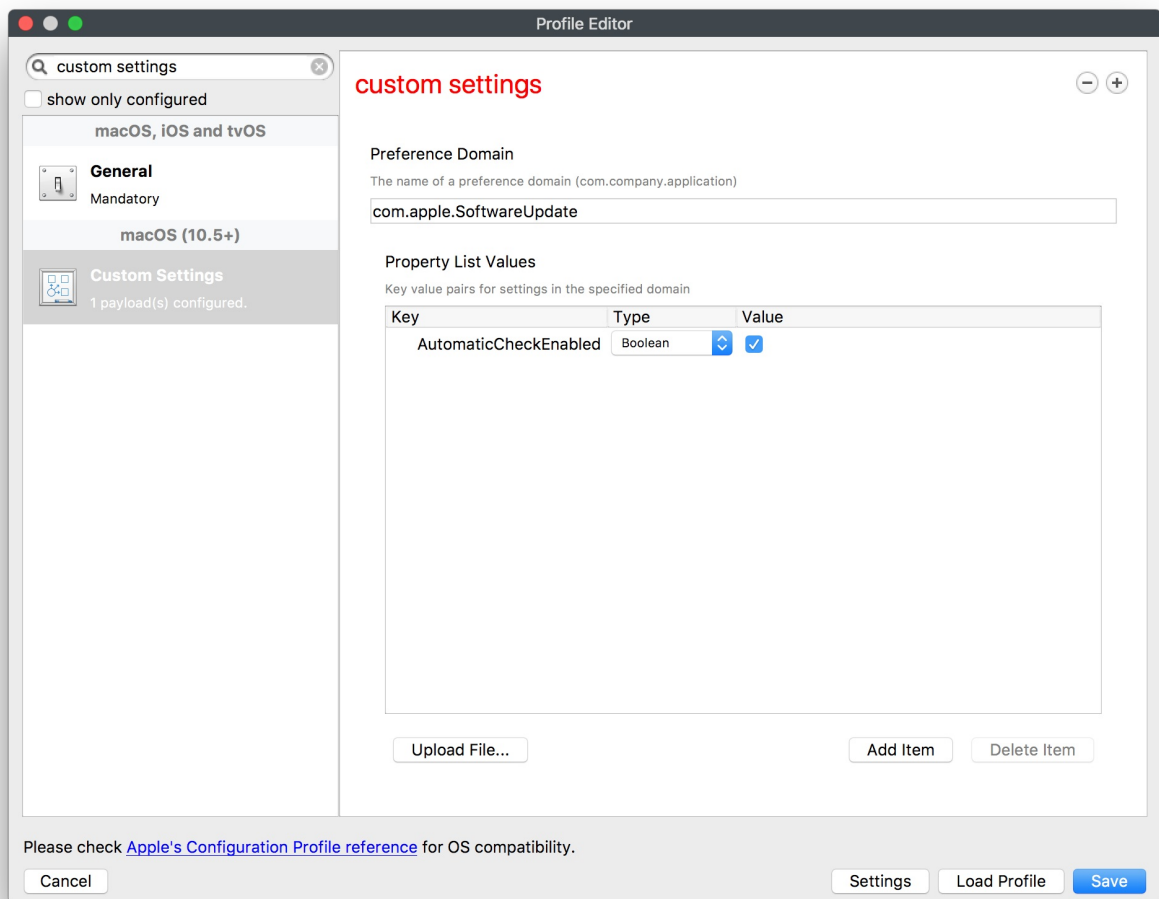 Profile Editor
custom settings
show only configured
macOS, iOS and tvOS
General
Mandatory
macOS (10.5+)
Custom Settings
1 payload(s) configured.
custom settings
Preference Domain
The name of a preference domain (com.company.application)
com.apple.SoftwareUpdate
Property List Values
Key value pairs for settings in the specified domain
Key Type Value
AutomaticCheckEnabled Boolean
Upload File... Add Item Delete Item
Please check Apple's Configuration Profile reference for OS compatibility.
Cancel Settings Load Profile Save